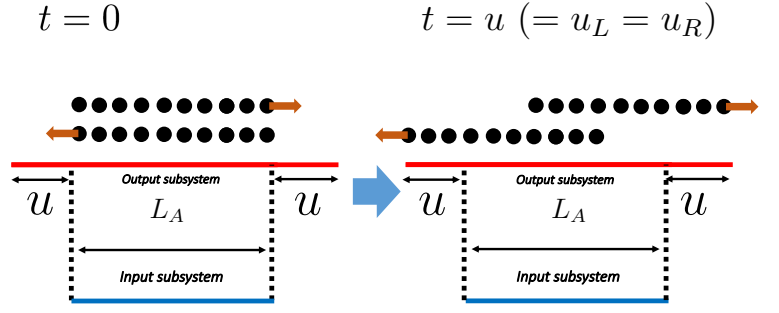 t = 0
t = u (= u_L = u_R)
Output subsystem
u
L_A
u
Input subsystem
Output subsystem
u
L_A
u
Input subsystem